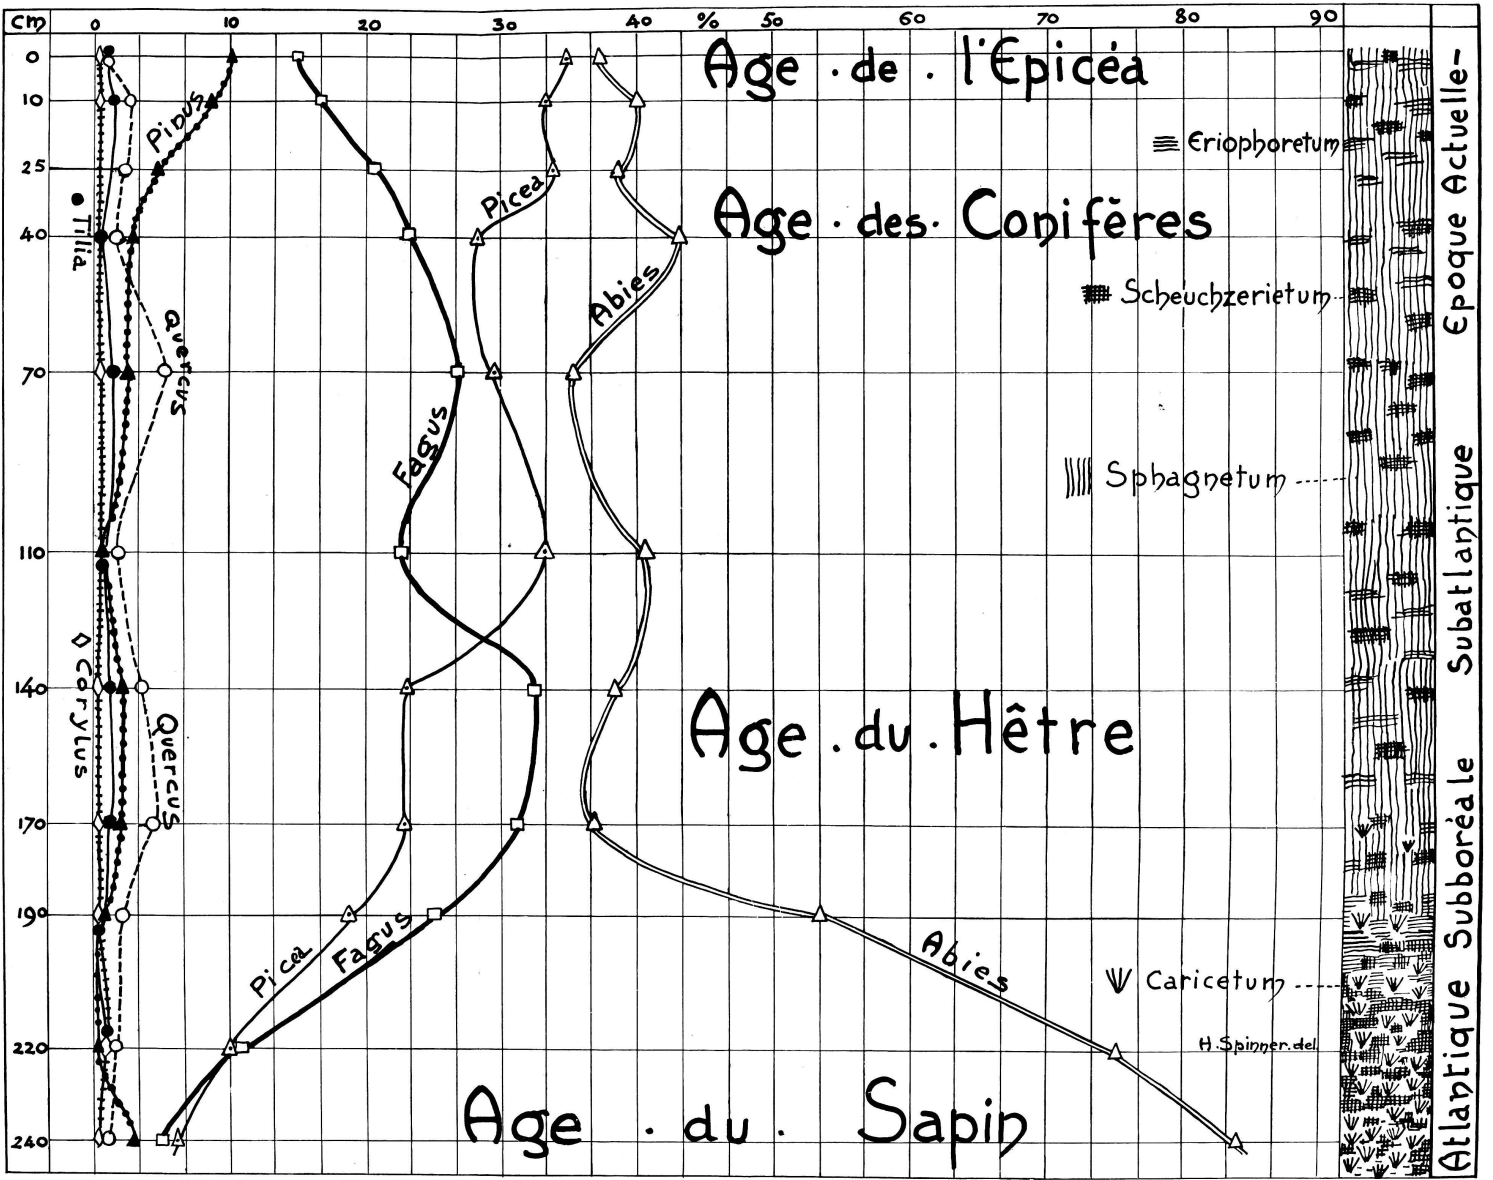 cm 0 10 20 30 40 % 50 60 70 80 90
0
10
25
40
70
110
140
170
190
220
240
Age · de · l'Epicéa
Pinus
Eriophoretum
Picea
Age · des · Conifères
Tilia
Abies
Scheuchzerietum
Quercus
Fagus
Sphagnetum
Corylus
Quercus
Age · du · Hêtre
Picea
Fagus
Abies
Caricetum
H. Spinner. del.
Age · du · Sapin
Epoque Actuelle-
Subatlantique
Subboréale
Atlantique